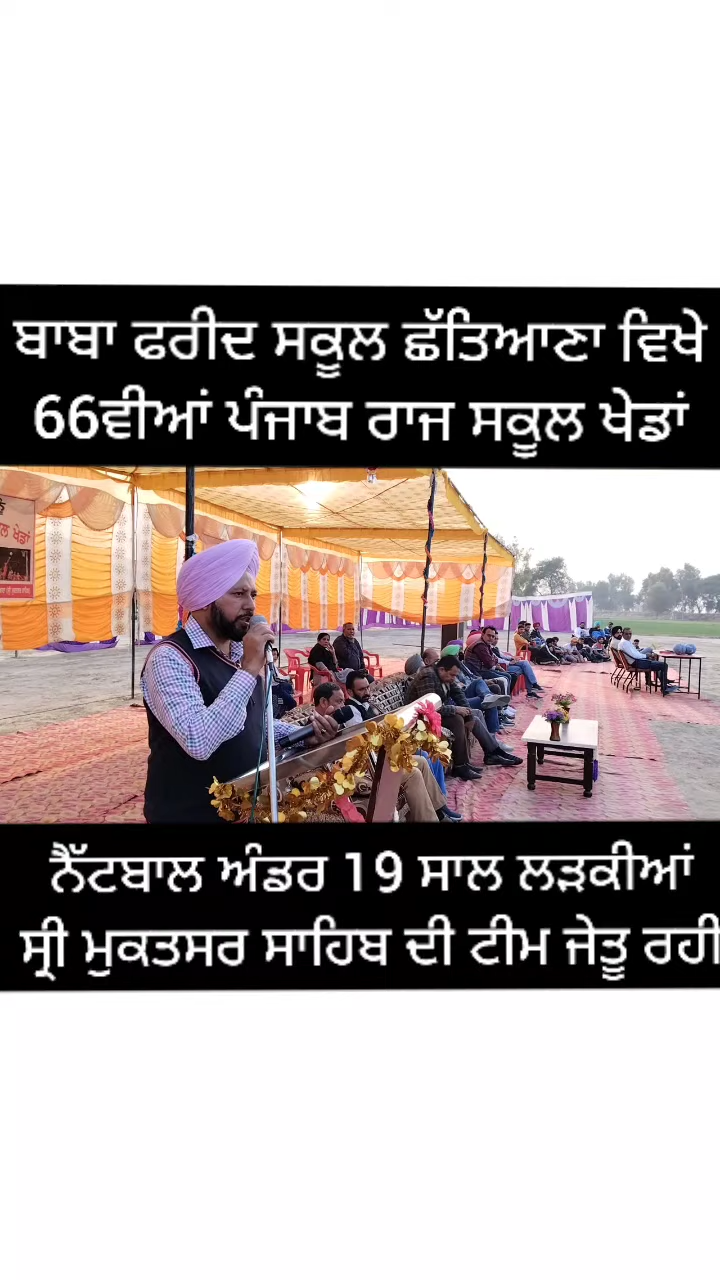 ਬਾਬਾ ਫਰੀਦ ਸਕੂਲ ਛੱਤਿਆਣਾ ਵਿਖੇ
66ਵੀਆਂ ਪੰਜਾਬ ਰਾਜ ਸਕੂਲ ਖੇਡਾਂ
ਖੇਡਾਂ
ਨੈੱਟਬਾਲ ਅੰਡਰ 19 ਸਾਲ ਲੜਕੀਆਂ
ਸ੍ਰੀ ਮੁਕਤਸਰ ਸਾਹਿਬ ਦੀ ਟੀਮ ਜੇਤੂ ਰਹੀ